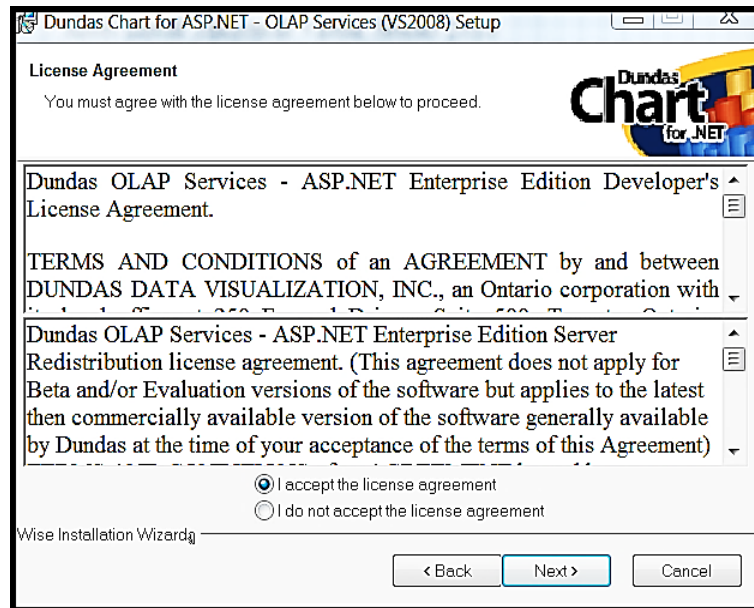 Dundas Chart for ASP.NET - OLAP Services (VS2008) Setup
License Agreement
You must agree with the license agreement below to proceed.
Dundas
Chart
for .NET
Dundas OLAP Services - ASP.NET Enterprise Edition Developer's
License Agreement.
TERMS AND CONDITIONS of an AGREEMENT by and between
DUNDAS DATA VISUALIZATION, INC., an Ontario corporation with
Dundas OLAP Services - ASP.NET Enterprise Edition Server
Redistribution license agreement. (This agreement does not apply for
Beta and/or Evaluation versions of the software but applies to the latest
then commercially available version of the software generally available
by Dundas at the time of your acceptance of the terms of this Agreement)
I accept the license agreement
I do not accept the license agreement
Wise Installation Wizard
< Back
Next >
Cancel